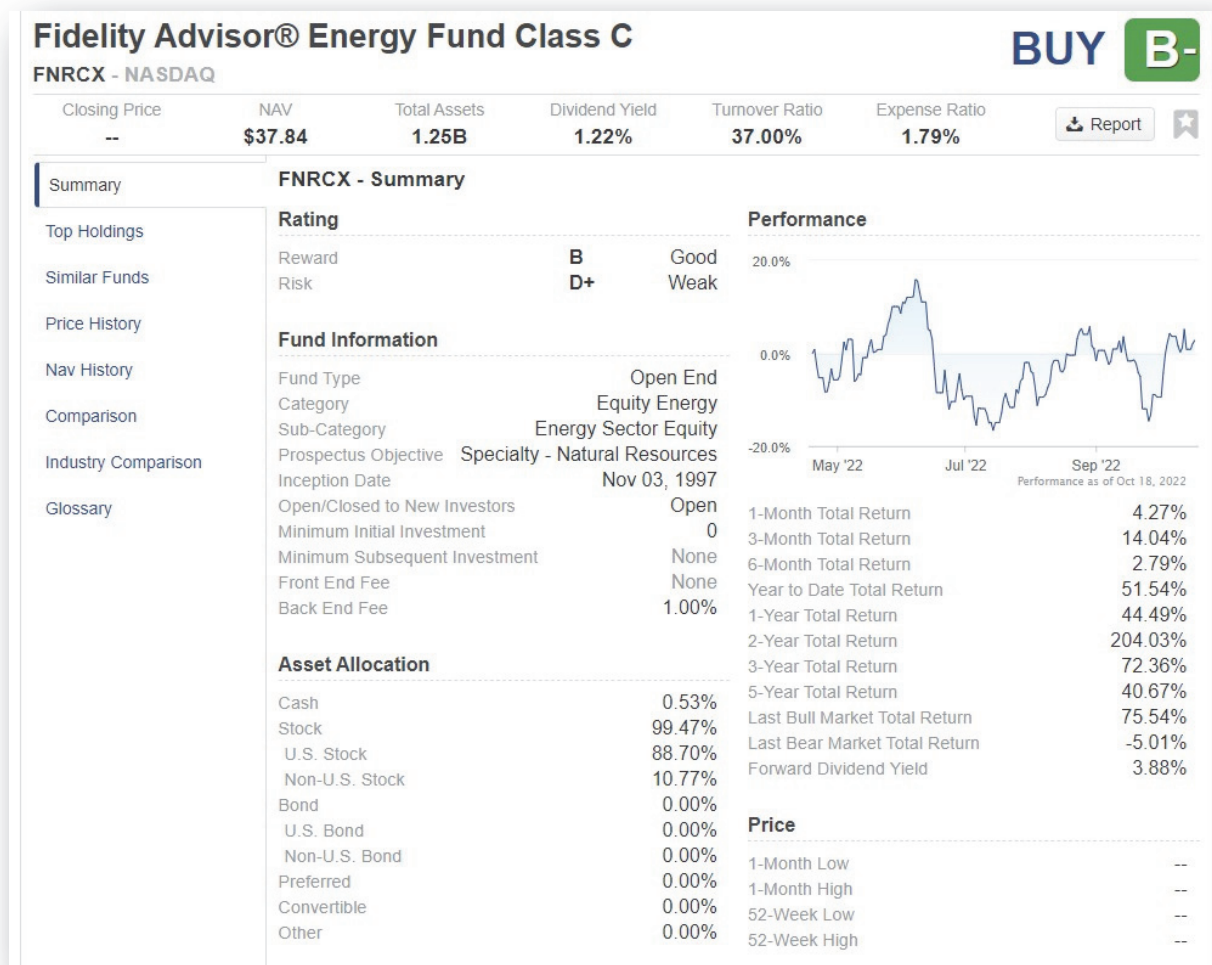 Fidelity Advisor® Energy Fund Class C
FNRCX - NASDAQ
BUY B-
Closing Price NAV Total Assets Dividend Yield Turnover Ratio Expense Ratio
-- $37.84 1.25B 1.22% 37.00% 1.79%
Report
Summary
Top Holdings
Similar Funds
Price History
Nav History
Comparison
Industry Comparison
Glossary
FNRCX - Summary
Rating
Reward B Good
Risk D+ Weak
Fund Information
Fund Type Open End
Category Equity Energy
Sub-Category Energy Sector Equity
Prospectus Objective Specialty - Natural Resources
Inception Date Nov 03, 1997
Open/Closed to New Investors Open
Minimum Initial Investment 0
Minimum Subsequent Investment None
Front End Fee None
Back End Fee 1.00%
Asset Allocation
Cash 0.53%
Stock 99.47%
U.S. Stock 88.70%
Non-U.S. Stock 10.77%
Bond 0.00%
U.S. Bond 0.00%
Non-U.S. Bond 0.00%
Preferred 0.00%
Convertible 0.00%
Other 0.00%
Performance
20.0%
0.0%
-20.0%
May '22 Jul '22 Sep '22
Performance as of Oct 18, 2022
1-Month Total Return 4.27%
3-Month Total Return 14.04%
6-Month Total Return 2.79%
Year to Date Total Return 51.54%
1-Year Total Return 44.49%
2-Year Total Return 204.03%
3-Year Total Return 72.36%
5-Year Total Return 40.67%
Last Bull Market Total Return 75.54%
Last Bear Market Total Return -5.01%
Forward Dividend Yield 3.88%
Price
1-Month Low --
1-Month High --
52-Week Low --
52-Week High --